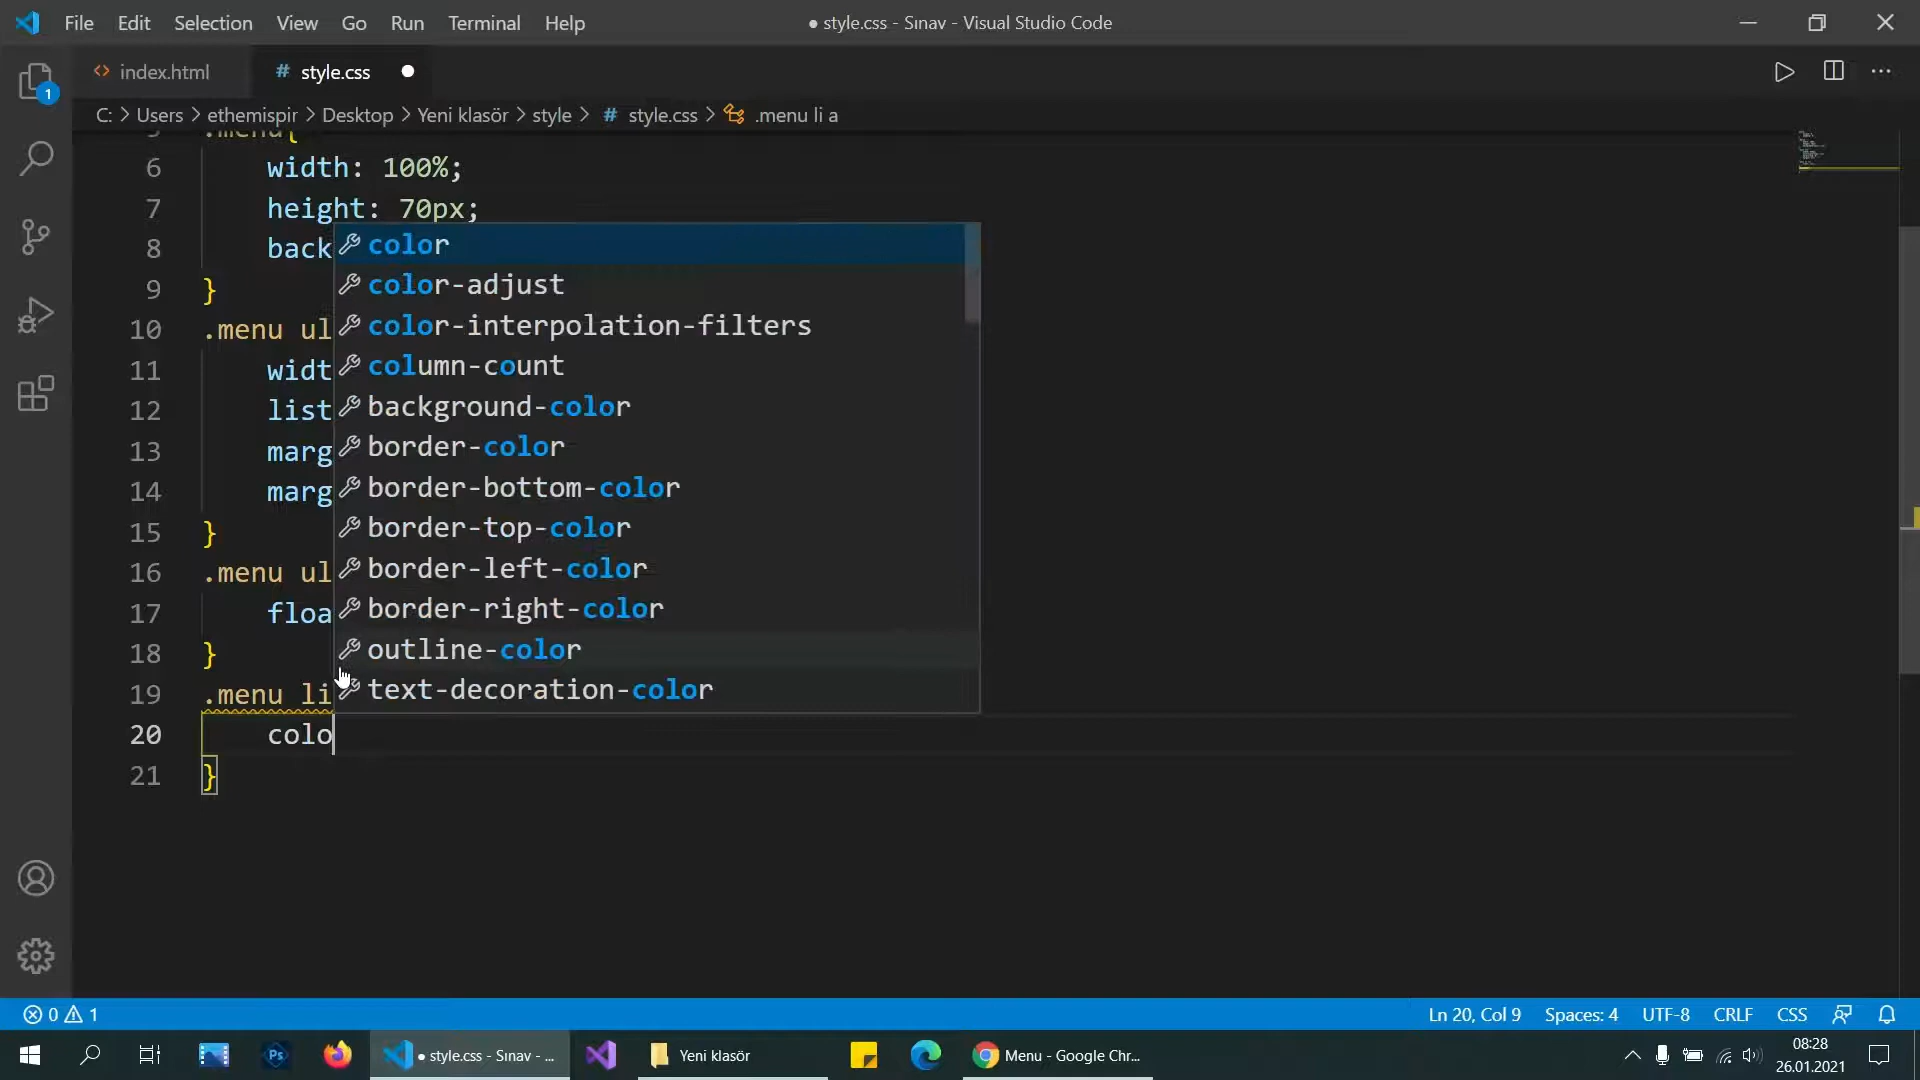 File Edit Selection View Go Run Terminal Help
● style.css - Sınav - Visual Studio Code
index.html
# style.css
C: > Users > ethemispir > Desktop > Yeni klasör > style > # style.css > .menu li a
5 .menu{
6 width: 100%;
7 height: 70px;
8 back
9 }
10 .menu ul
11 widt
12 list
13 marg
14 marg
15 }
16 .menu ul
17 floa
18 }
19 .menu li
20 colo
21 }
color
color-adjust
color-interpolation-filters
column-count
background-color
border-color
border-bottom-color
border-top-color
border-left-color
border-right-color
outline-color
text-decoration-color
1
0 1
Ln 20, Col 9 Spaces: 4 UTF-8 CRLF CSS
Ps
● style.css - Sınav - ...
Yeni klasör
Menu - Google Chr...
08:28
26.01.2021